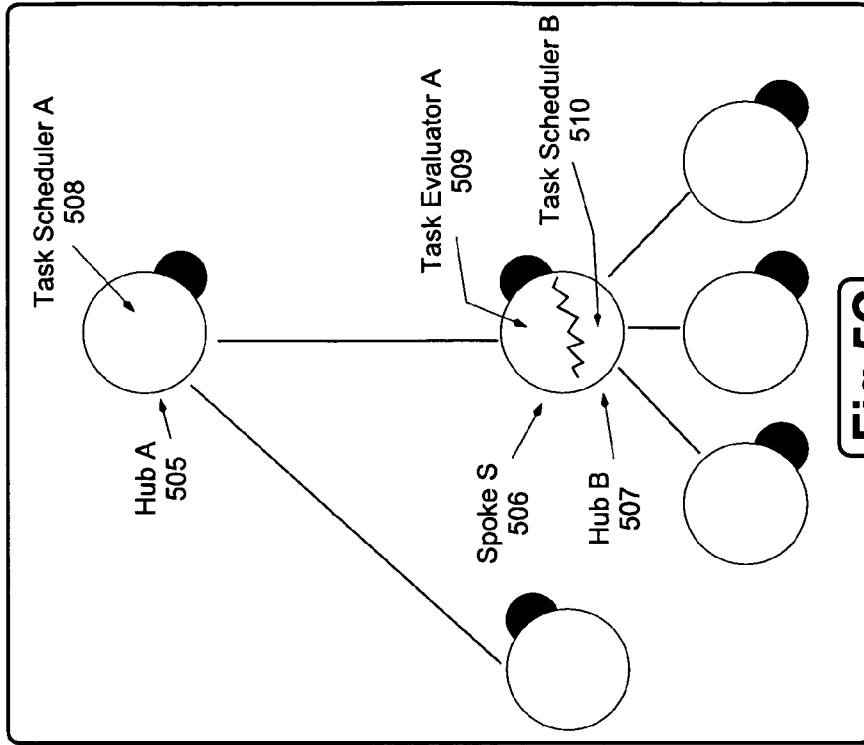 Task Scheduler A
508
Hub A
505
Task Evaluator A
509
Task Scheduler B
510
Spoke S
506
Hub B
507